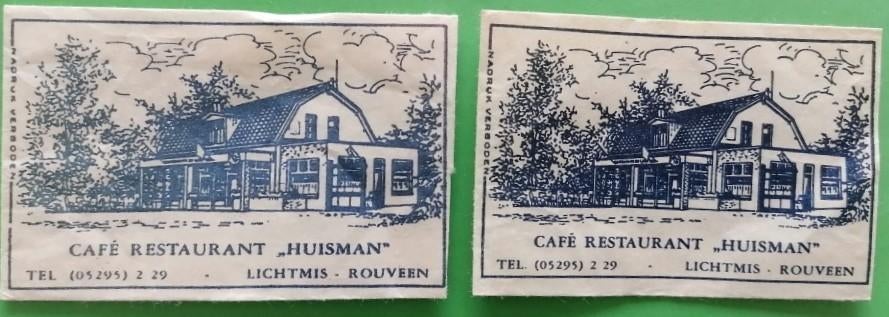 NADRUK VERBODEN
CAFÉ RESTAURANT „HUISMAN”
TEL (05295) 2 29 · LICHTMIS - ROUVEEN
NADRUK VERBODEN
CAFÉ RESTAURANT „HUISMAN”
TEL. (05295) 2 29 · LICHTMIS - ROUVEEN